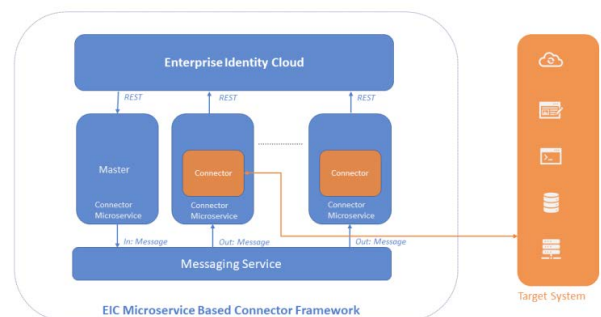 Enterprise Identity Cloud
REST
REST
REST
Master
Connector
Microservice
Connector
Connector
Microservice
Connector
Connector
Microservice
In: Message
Out: Message
Out: Message
Messaging Service
EIC Microservice Based Connector Framework
Target System